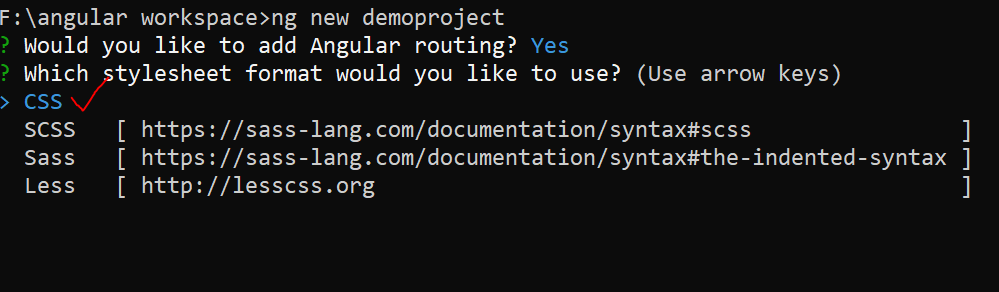 F:\angular workspace>ng new demoproject
? Would you like to add Angular routing? Yes
? Which stylesheet format would you like to use? (Use arrow keys)
> CSS
SCSS   [ https://sass-lang.com/documentation/syntax#scss                ]
Sass   [ https://sass-lang.com/documentation/syntax#the-indented-syntax ]
Less   [ http://lesscss.org                                             ]